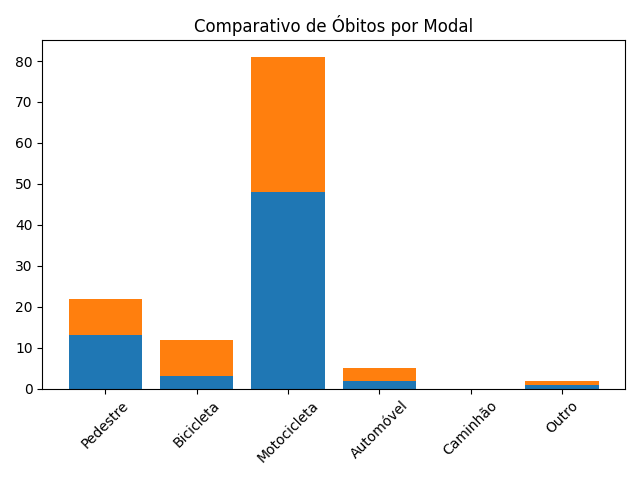 Comparativo de Óbitos por Modal
80
70
60
50
40
30
20
10
0
Pedestre
Bicicleta
Motocicleta
Automóvel
Caminhão
Outro